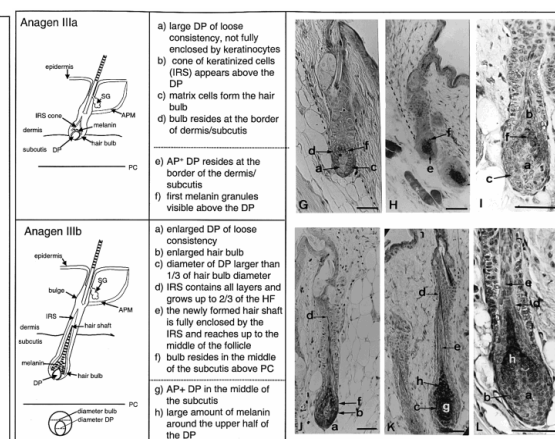 Anagen IIIa
epidermis
SG
APM
IRS cone
melanin
dermis
hair bulb
subcutis
DP
PC
a) large DP of loose
consistency, not fully
enclosed by keratinocytes
b) cone of keratinized cells
(IRS) appears above the
DP
c) matrix cells form the hair
bulb
d) bulb resides at the border
of dermis/subcutis
e) AP+ DP resides at the
border of the dermis/
subcutis
f) first melanin granules
visible above the DP
d
f
a
c
G
f
e
H
b
f
a
c
I
Anagen IIIb
epidermis
SG
bulge
APM
IRS
hair shaft
dermis
subcutis
melanin
DP
hair bulb
PC
diameter bulb
diameter DP
a) enlarged DP of loose
consistency
b) enlarged hair bulb
c) diameter of DP larger than
1/3 of hair bulb diameter
d) IRS contains all layers and
grows up to 2/3 of the HF
e) the newly formed hair shaft
is fully enclosed by the
IRS and reaches up to the
middle of the follicle
f) bulb resides in the middle
of the subcutis above PC
g) AP+ DP in the middle of
the subcutis
h) large amount of melanin
around the upper half of
the DP
d
f
b
a
J
d
e
h
c
g
K
e
d
h
b
a
L